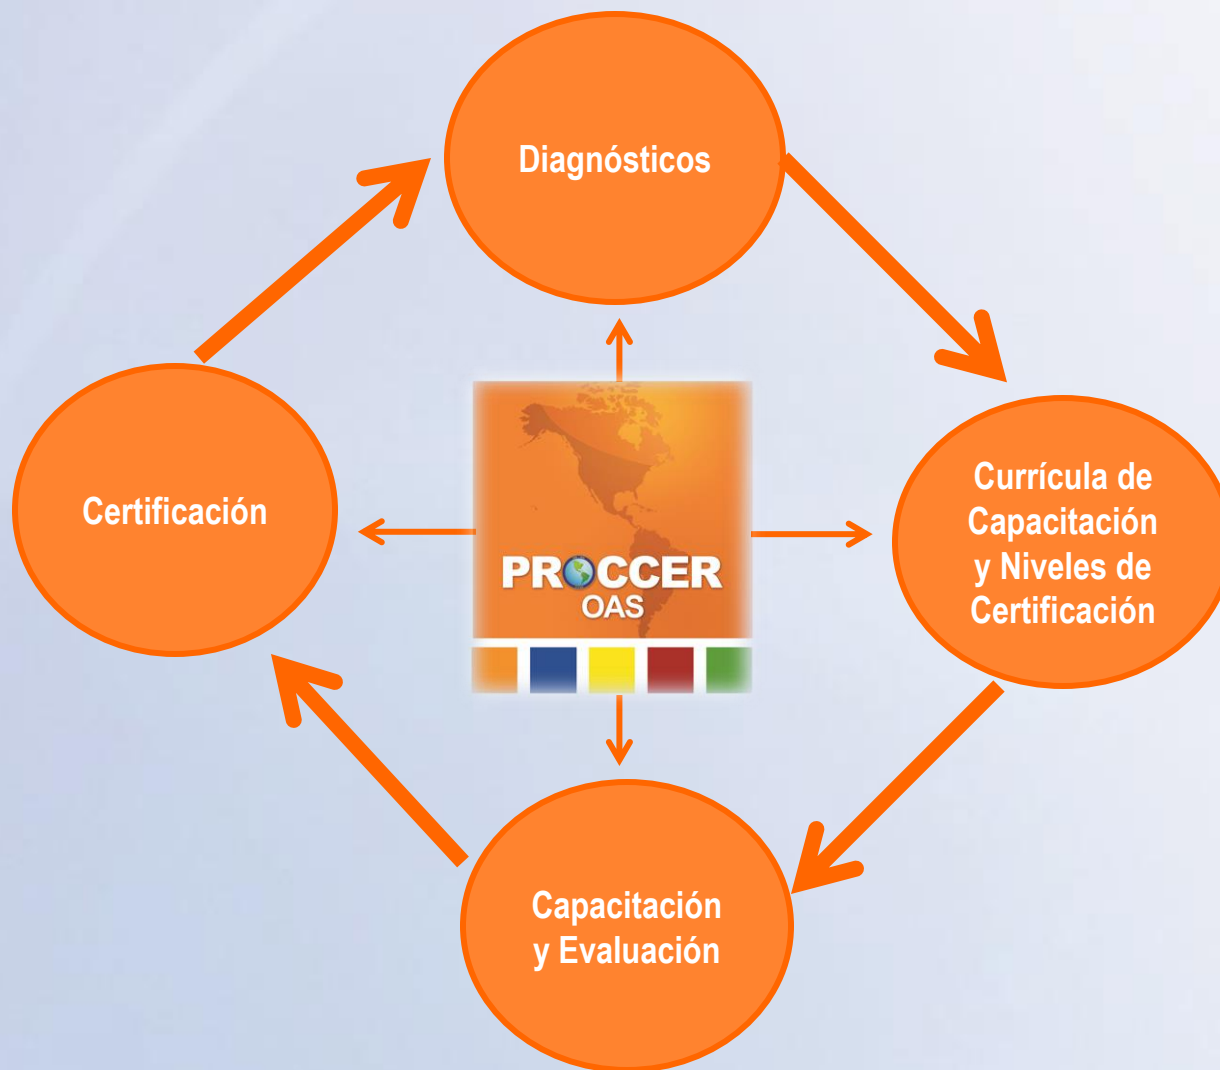 Diagnósticos
Certificación
Currícula de
Capacitación
y Niveles de
Certificación
PROCCER
OAS
Capacitación
y Evaluación